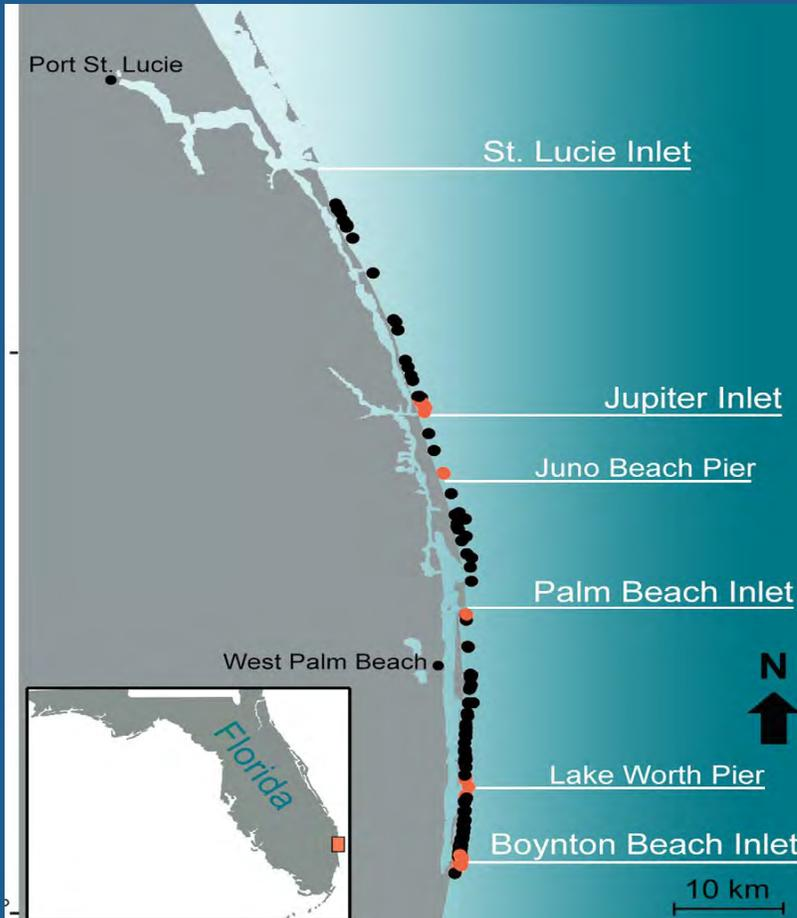 Port St. Lucie
St. Lucie Inlet
Jupiter Inlet
Juno Beach Pier
Palm Beach Inlet
West Palm Beach
N
Florida
Lake Worth Pier
Boynton Beach Inlet
10 km